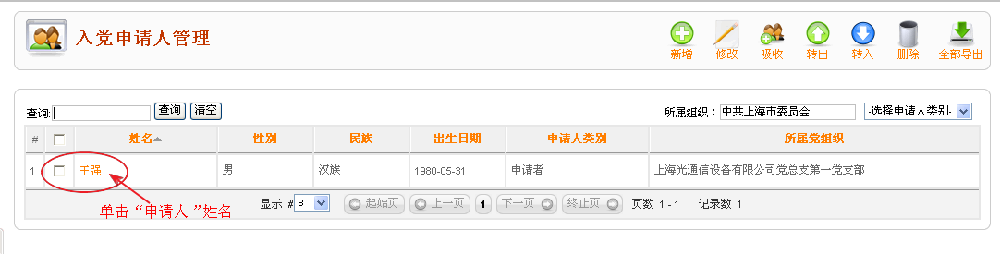 入党申请人管理
新增 修改 吸收 转出 转入 删除 全部导出
查询: 查询 清空 所属组织： 中共上海市委员会 -选择申请人类别-
# 姓名 性别 民族 出生日期 申请人类别 所属党组织
1 王强 男 汉族 1980-05-31 申请者 上海光通信设备有限公司党总支第一党支部
显示 # 8 起始页 上一页 1 下一页 终止页 页数 1 - 1 记录数 1
单击“申请人”姓名